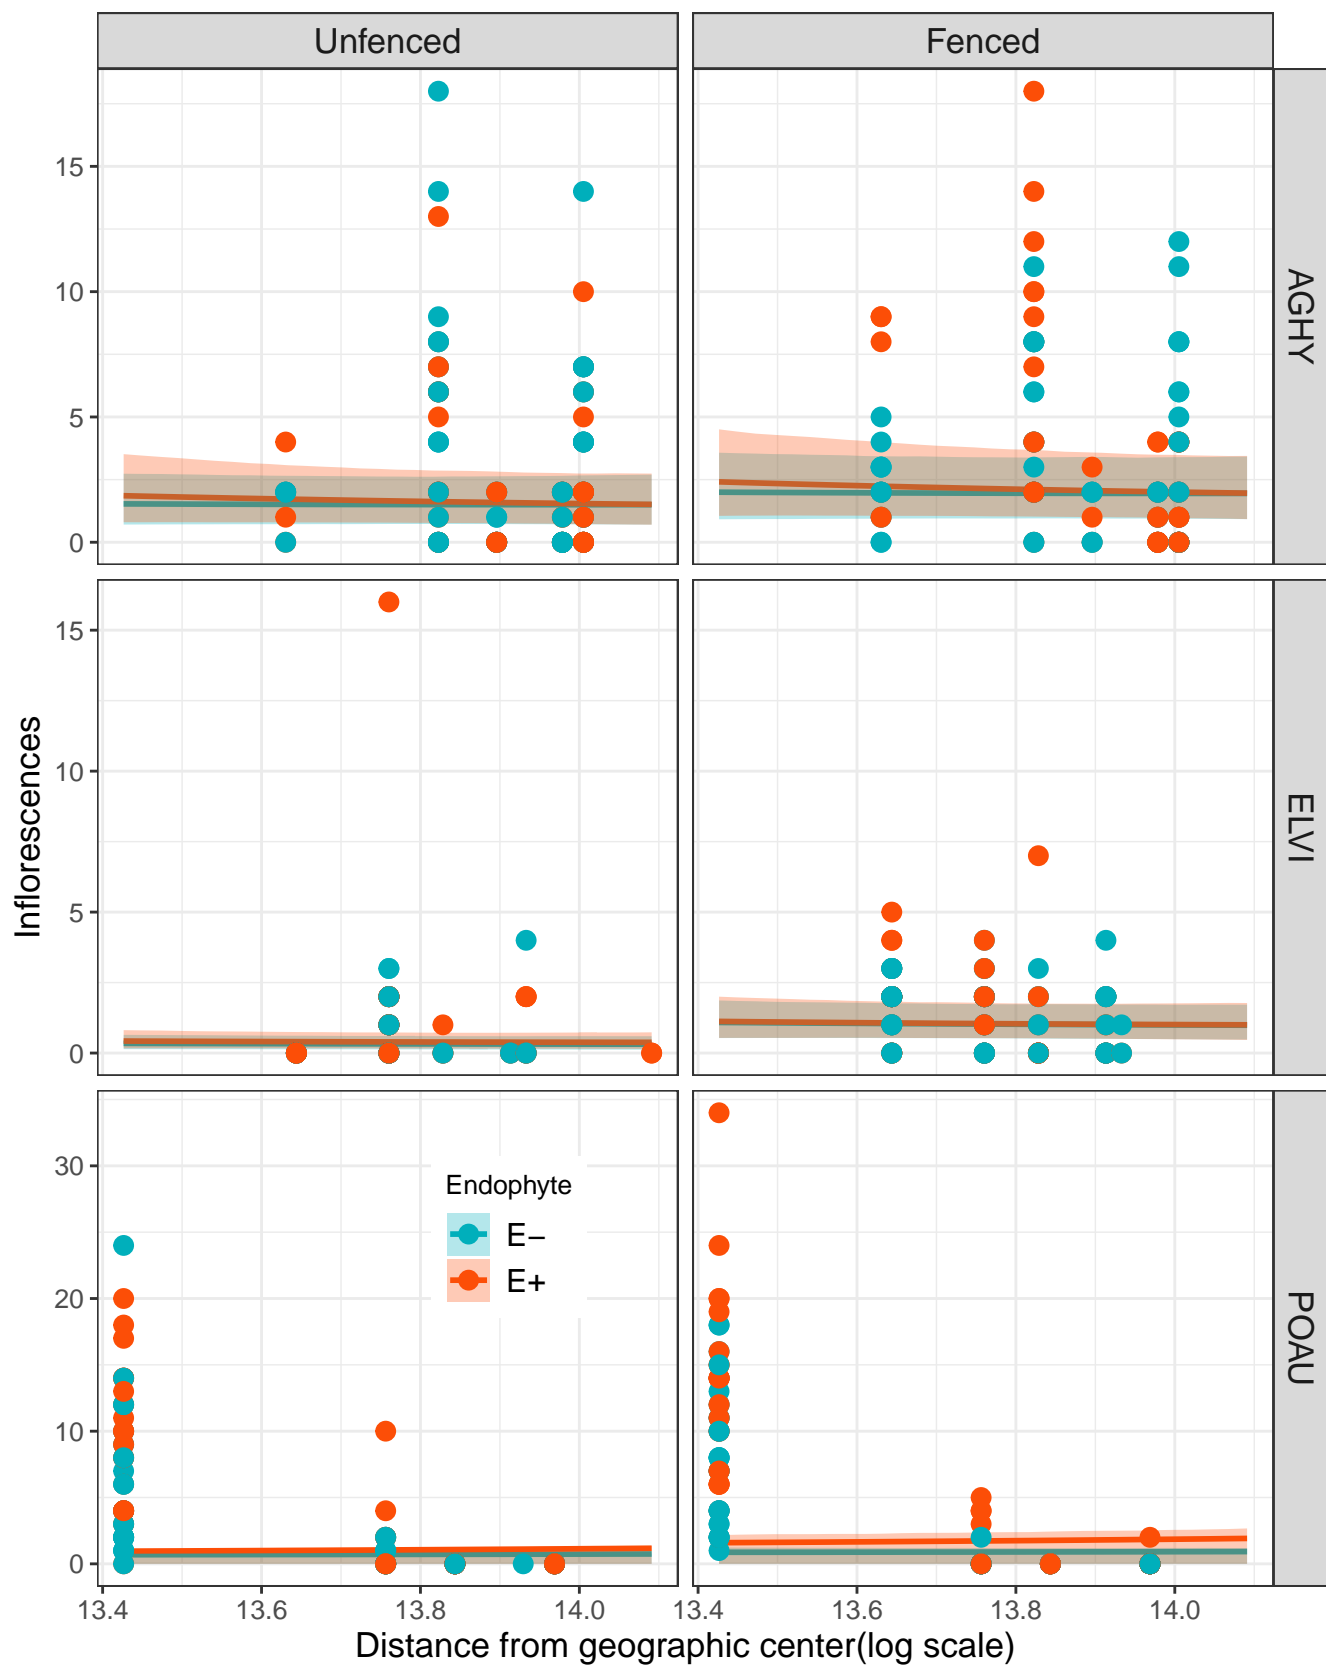 Unfenced
Fenced
15
10
5
0
AGHY
15
10
5
0
ELVI
Inflorescences
30
20
10
0
POAU
Endophyte
E−
E+
13.4 13.6 13.8 14.0 13.4 13.6 13.8 14.0
Distance from geographic center(log scale)